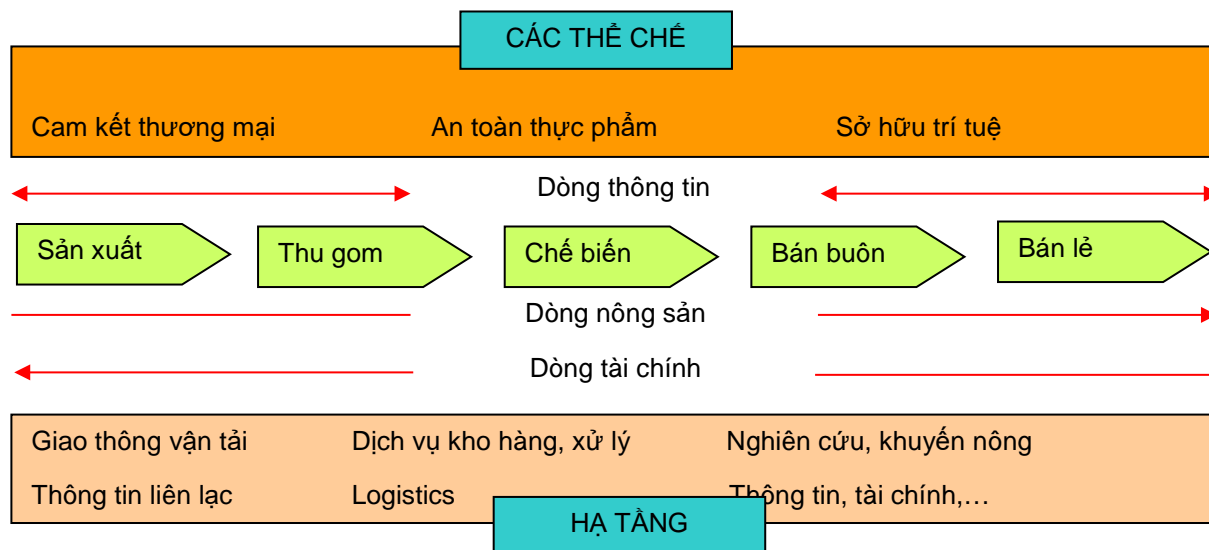 CÁC THỂ CHẾ
Cam kết thương mại An toàn thực phẩm Sở hữu trí tuệ
Dòng thông tin
Sản xuất Thu gom Chế biến Bán buôn Bán lẻ
Dòng nông sản
Dòng tài chính
Giao thông vận tải Dịch vụ kho hàng, xử lý Nghiên cứu, khuyến nông
Thông tin liên lạc Logistics Thông tin, tài chính,…
HẠ TẦNG